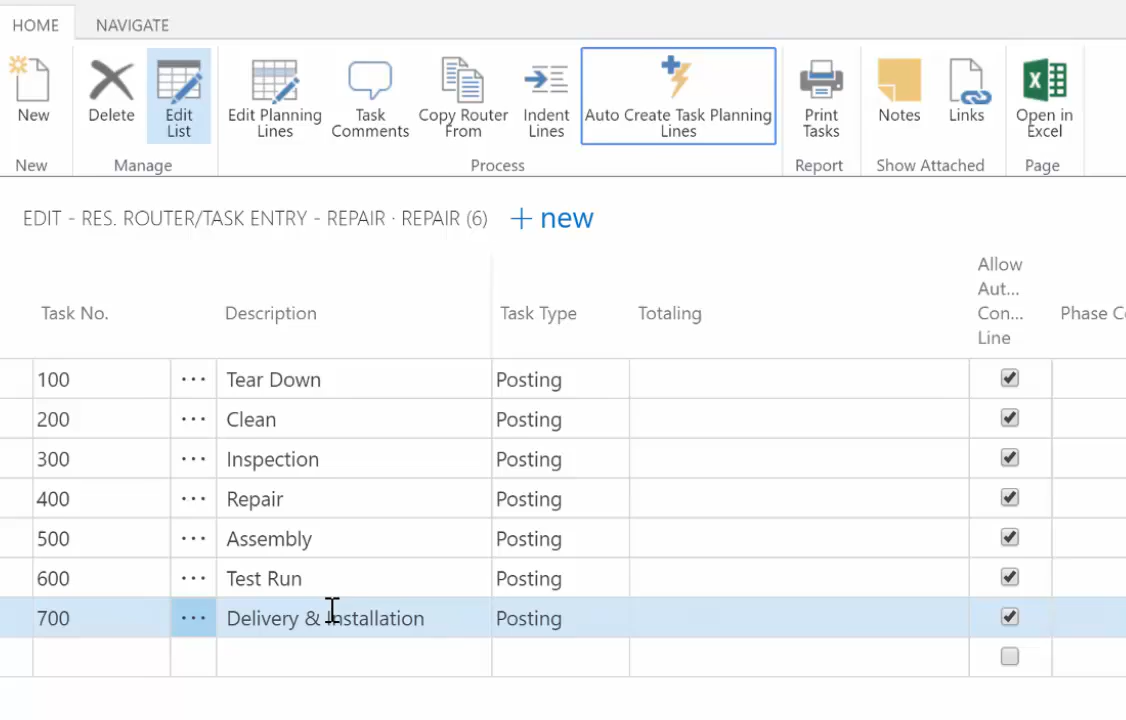 HOME NAVIGATE
New Delete Edit List Edit Planning Lines Task Comments Copy Router From Indent Lines Auto Create Task Planning Lines Print Tasks Notes Links Open in Excel
New Manage Process Report Show Attached Page
EDIT - RES. ROUTER/TASK ENTRY - REPAIR · REPAIR (6) + new
Task No. Description Task Type Totaling Allow Aut... Con... Line Phase C
100 ··· Tear Down Posting
200 ··· Clean Posting
300 ··· Inspection Posting
400 ··· Repair Posting
500 ··· Assembly Posting
600 ··· Test Run Posting
700 ··· Delivery & Installation Posting